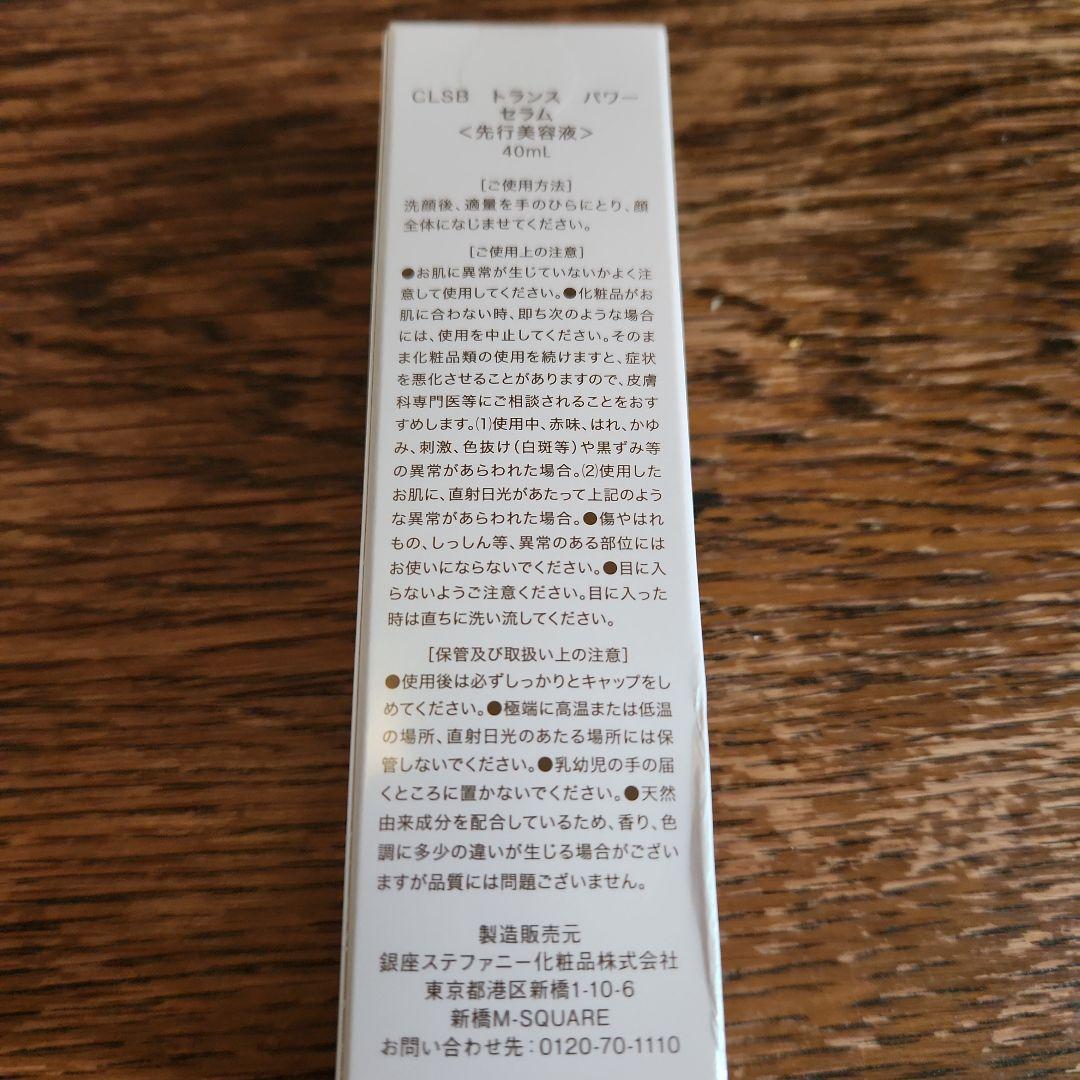 CLSB トランス パワー
セラム
<先行美容液>
40mL
[ご使用方法]
洗顔後、適量を手のひらにとり、顔
全体になじませてください。
[ご使用上の注意]
●お肌に異常が生じていないかよく注
意して使用してください。●化粧品がお
肌に合わない時、即ち次のような場合
には、使用を中止してください。そのま
ま化粧品類の使用を続けますと、症状
を悪化させることがありますので、皮膚
科専門医等にご相談されることをおす
すめします。(1)使用中、赤味、はれ、かゆ
み、刺激、色抜け(白斑等)や黒ずみ等
の異常があらわれた場合。(2)使用した
お肌に、直射日光があたって上記のよう
な異常があらわれた場合。●傷やはれ
もの、しっしん等、異常のある部位には
お使いにならないでください。●目に入
らないようご注意ください。目に入った
時は直ちに洗い流してください。
[保管及び取扱い上の注意]
●使用後は必ずしっかりとキャップをし
めてください。●極端に高温または低温
の場所、直射日光のあたる場所には保
管しないでください。●乳幼児の手の届
くところに置かないでください。●天然
由来成分を配合しているため、香り、色
調に多少の違いが生じる場合がござい
ますが品質には問題ございません。
製造販売元
銀座ステファニー化粧品株式会社
東京都港区新橋1-10-6
新橋M-SQUARE
お問い合わせ先:0120-70-1110